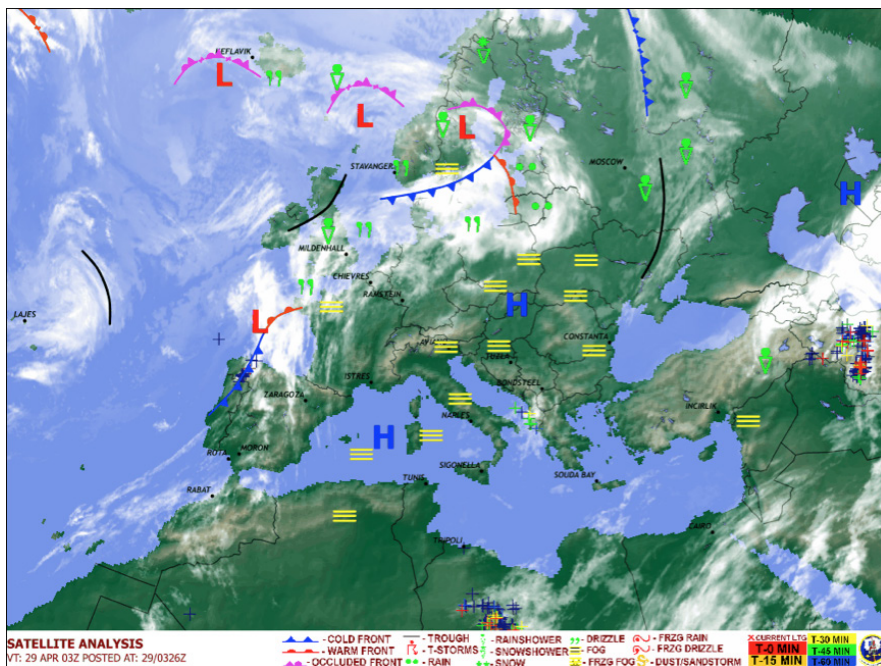 KEFLAVIK
L
L
L
STAVANGER
MOSCOW
H
MILDENHALL
CHIEVRES
RAMSTEIN
LAJES
H
L
CONSTANTA
TUZLA
ISTRES
BONDSTEEL
ZARAGOZA
INCIRLIK
NAPLES
H
MORON
ROTA
SIGONELLA
TUNIS
SOUDA BAY
RABAT
CAIRO
TRIPOLI
SATELLITE ANALYSIS
VT: 29 APR 03Z POSTED AT: 29/0326Z
- COLD FRONT - TROUGH - RAINSHOWER - DRIZZLE - FRZG RAIN
- WARM FRONT - T-STORMS - SNOWSHOWER - FOG - FRZG DRIZZLE
- OCCLUDED FRONT - RAIN - SNOW - FRZG FOG - DUST/SANDSTORM
CURRENT LTG T-30 MIN
T-0 MIN T-45 MIN
T-15 MIN T-60 MIN